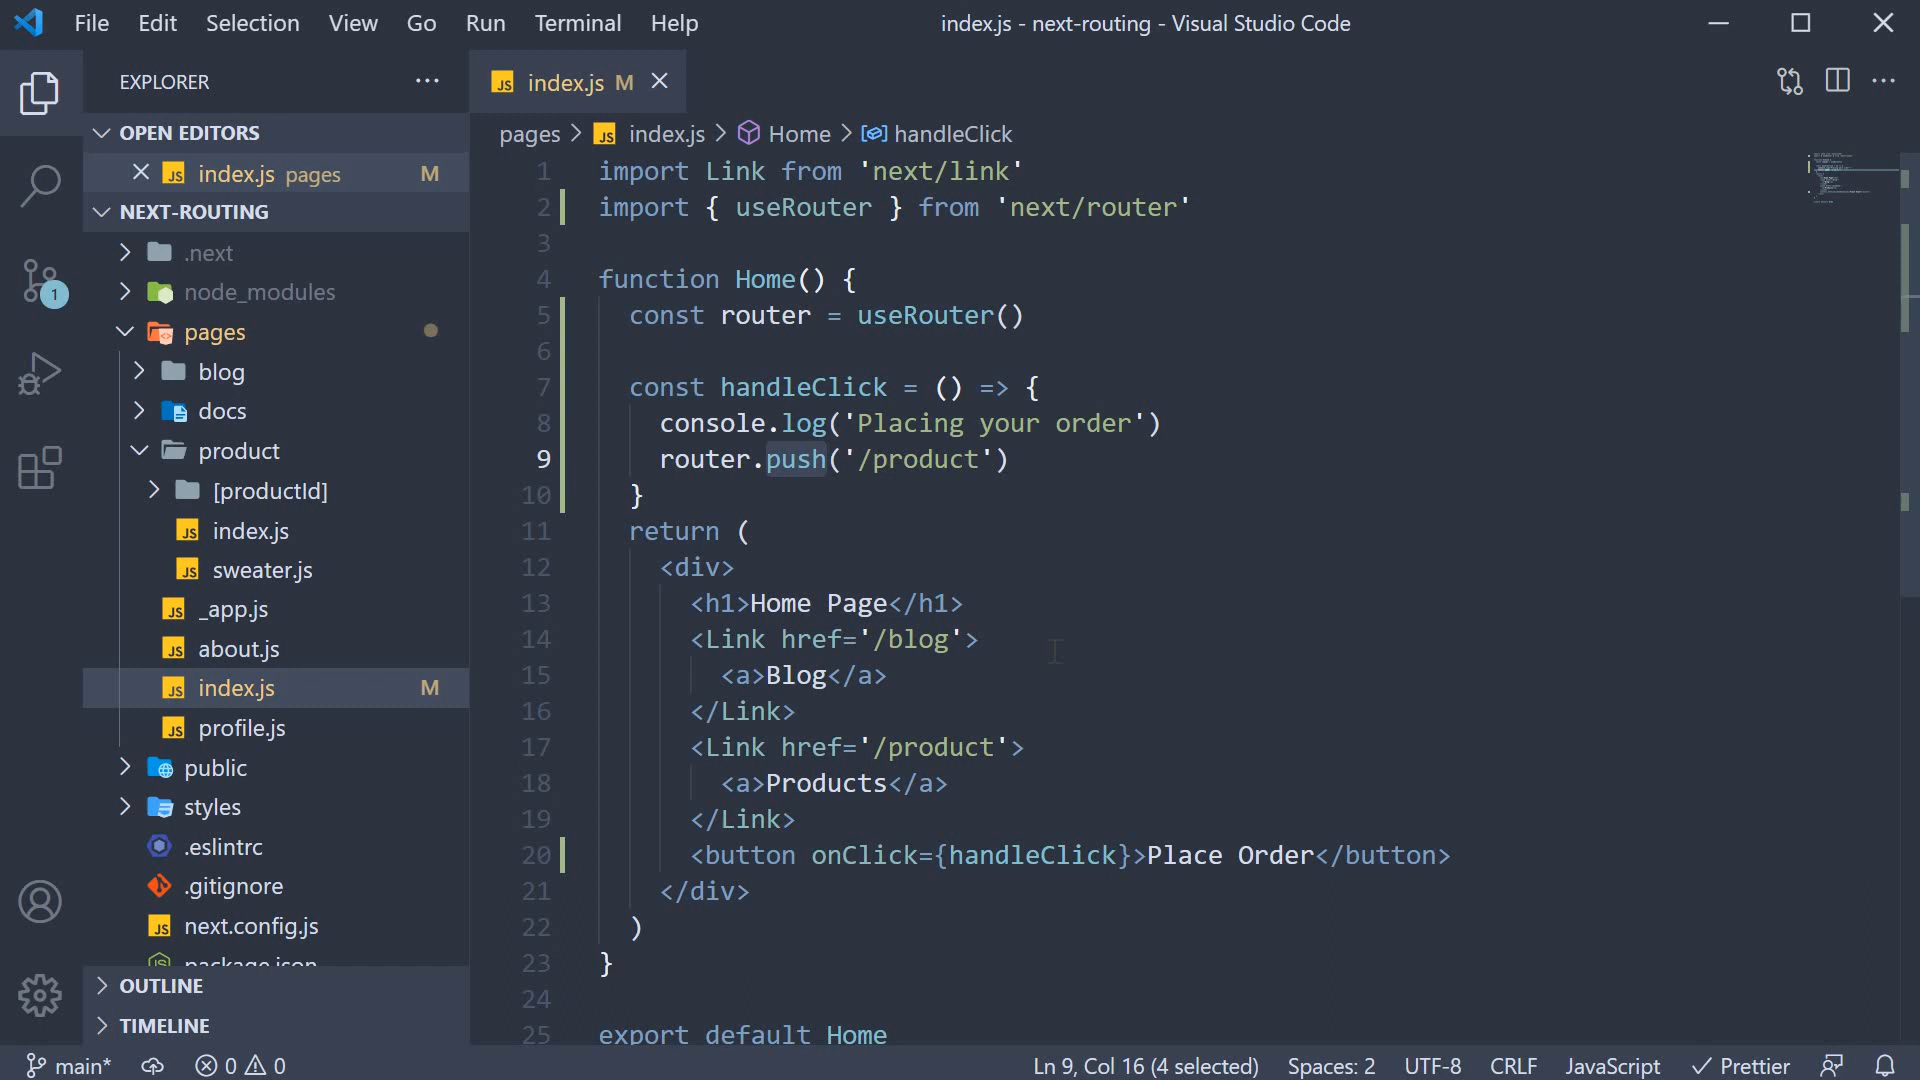 File Edit Selection View Go Run Terminal Help index.js - next-routing - Visual Studio Code
EXPLORER
OPEN EDITORS
index.js pages M
NEXT-ROUTING
.next
node_modules
pages
blog
docs
product
[productId]
index.js
sweater.js
_app.js
about.js
index.js M
profile.js
public
styles
.eslintrc
.gitignore
next.config.js
package.json
OUTLINE
TIMELINE
1
index.js M
pages > index.js > Home > handleClick
1 import Link from 'next/link'
2 import { useRouter } from 'next/router'
3
4 function Home() {
5 const router = useRouter()
6
7 const handleClick = () => {
8 console.log('Placing your order')
9 router.push('/product')
10 }
11 return (
12 <div>
13 <h1>Home Page</h1>
14 <Link href='/blog'>
15 <a>Blog</a>
16 </Link>
17 <Link href='/product'>
18 <a>Products</a>
19 </Link>
20 <button onClick={handleClick}>Place Order</button>
21 </div>
22 )
23 }
24
25 export default Home
main* 0 0 Ln 9, Col 16 (4 selected) Spaces: 2 UTF-8 CRLF JavaScript Prettier